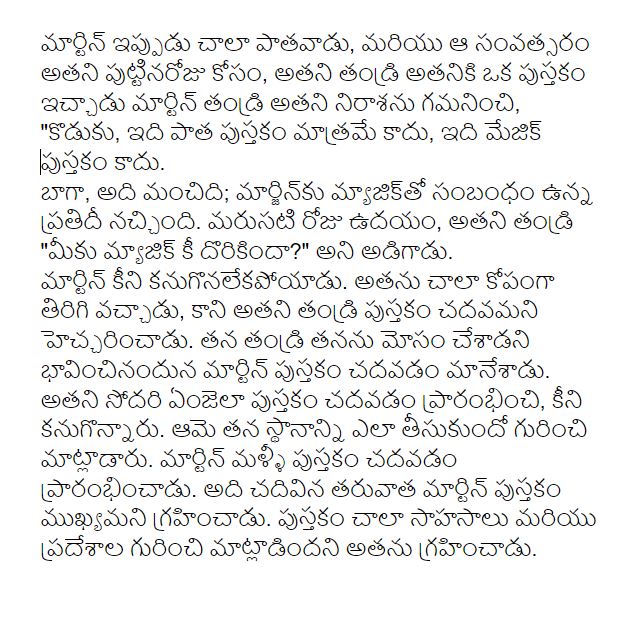 మార్టిన్ ఇప్పుడు చాలా పాతవాడు, మరియు ఆ సంవత్సరం
అతని పుట్టినరోజు కోసం, అతని తండ్రి అతనికి ఒక పుస్తకం
ఇచ్చాడు మార్టిన్ తండ్రి అతని నిరాశను గమనించి,
"కొడుకు, ఇది పాత పుస్తకం మాత్రమే కాదు, ఇది మేజిక్
పుస్తకం కాదు.
బాగా, అది మంచిది; మార్జిన్‌కు మ్యాజిక్‌తో సంబంధం ఉన్న
ప్రతిదీ నచ్చింది. మరుసటి రోజు ఉదయం, అతని తండ్రి
"మీకు మ్యాజిక్ కీ దొరికిందా?" అని అడిగాడు.
మార్టిన్ కీని కనుగొనలేకపోయాడు. అతను చాలా కోపంగా
తిరిగి వచ్చాడు, కాని అతని తండ్రి పుస్తకం చదవమని
హెచ్చరించాడు. తన తండ్రి తనను మోసం చేశాడని
భావించినందున మార్టిన్ పుస్తకం చదవడం మానేశాడు.
అతని సోదరి ఏంజెలా పుస్తకం చదవడం ప్రారంభించి, కీని
కనుగొన్నారు. ఆమె తన స్థానాన్ని ఎలా తీసుకుందో గురించి
మాట్లాడారు. మార్టిన్ మళ్ళీ పుస్తకం చదవడం
ప్రారంభించాడు. అది చదివిన తరువాత మార్టిన్ పుస్తకం
ముఖ్యమని గ్రహించాడు. పుస్తకం చాలా సాహసాలు మరియు
ప్రదేశాల గురించి మాట్లాడిందని అతను గ్రహించాడు.